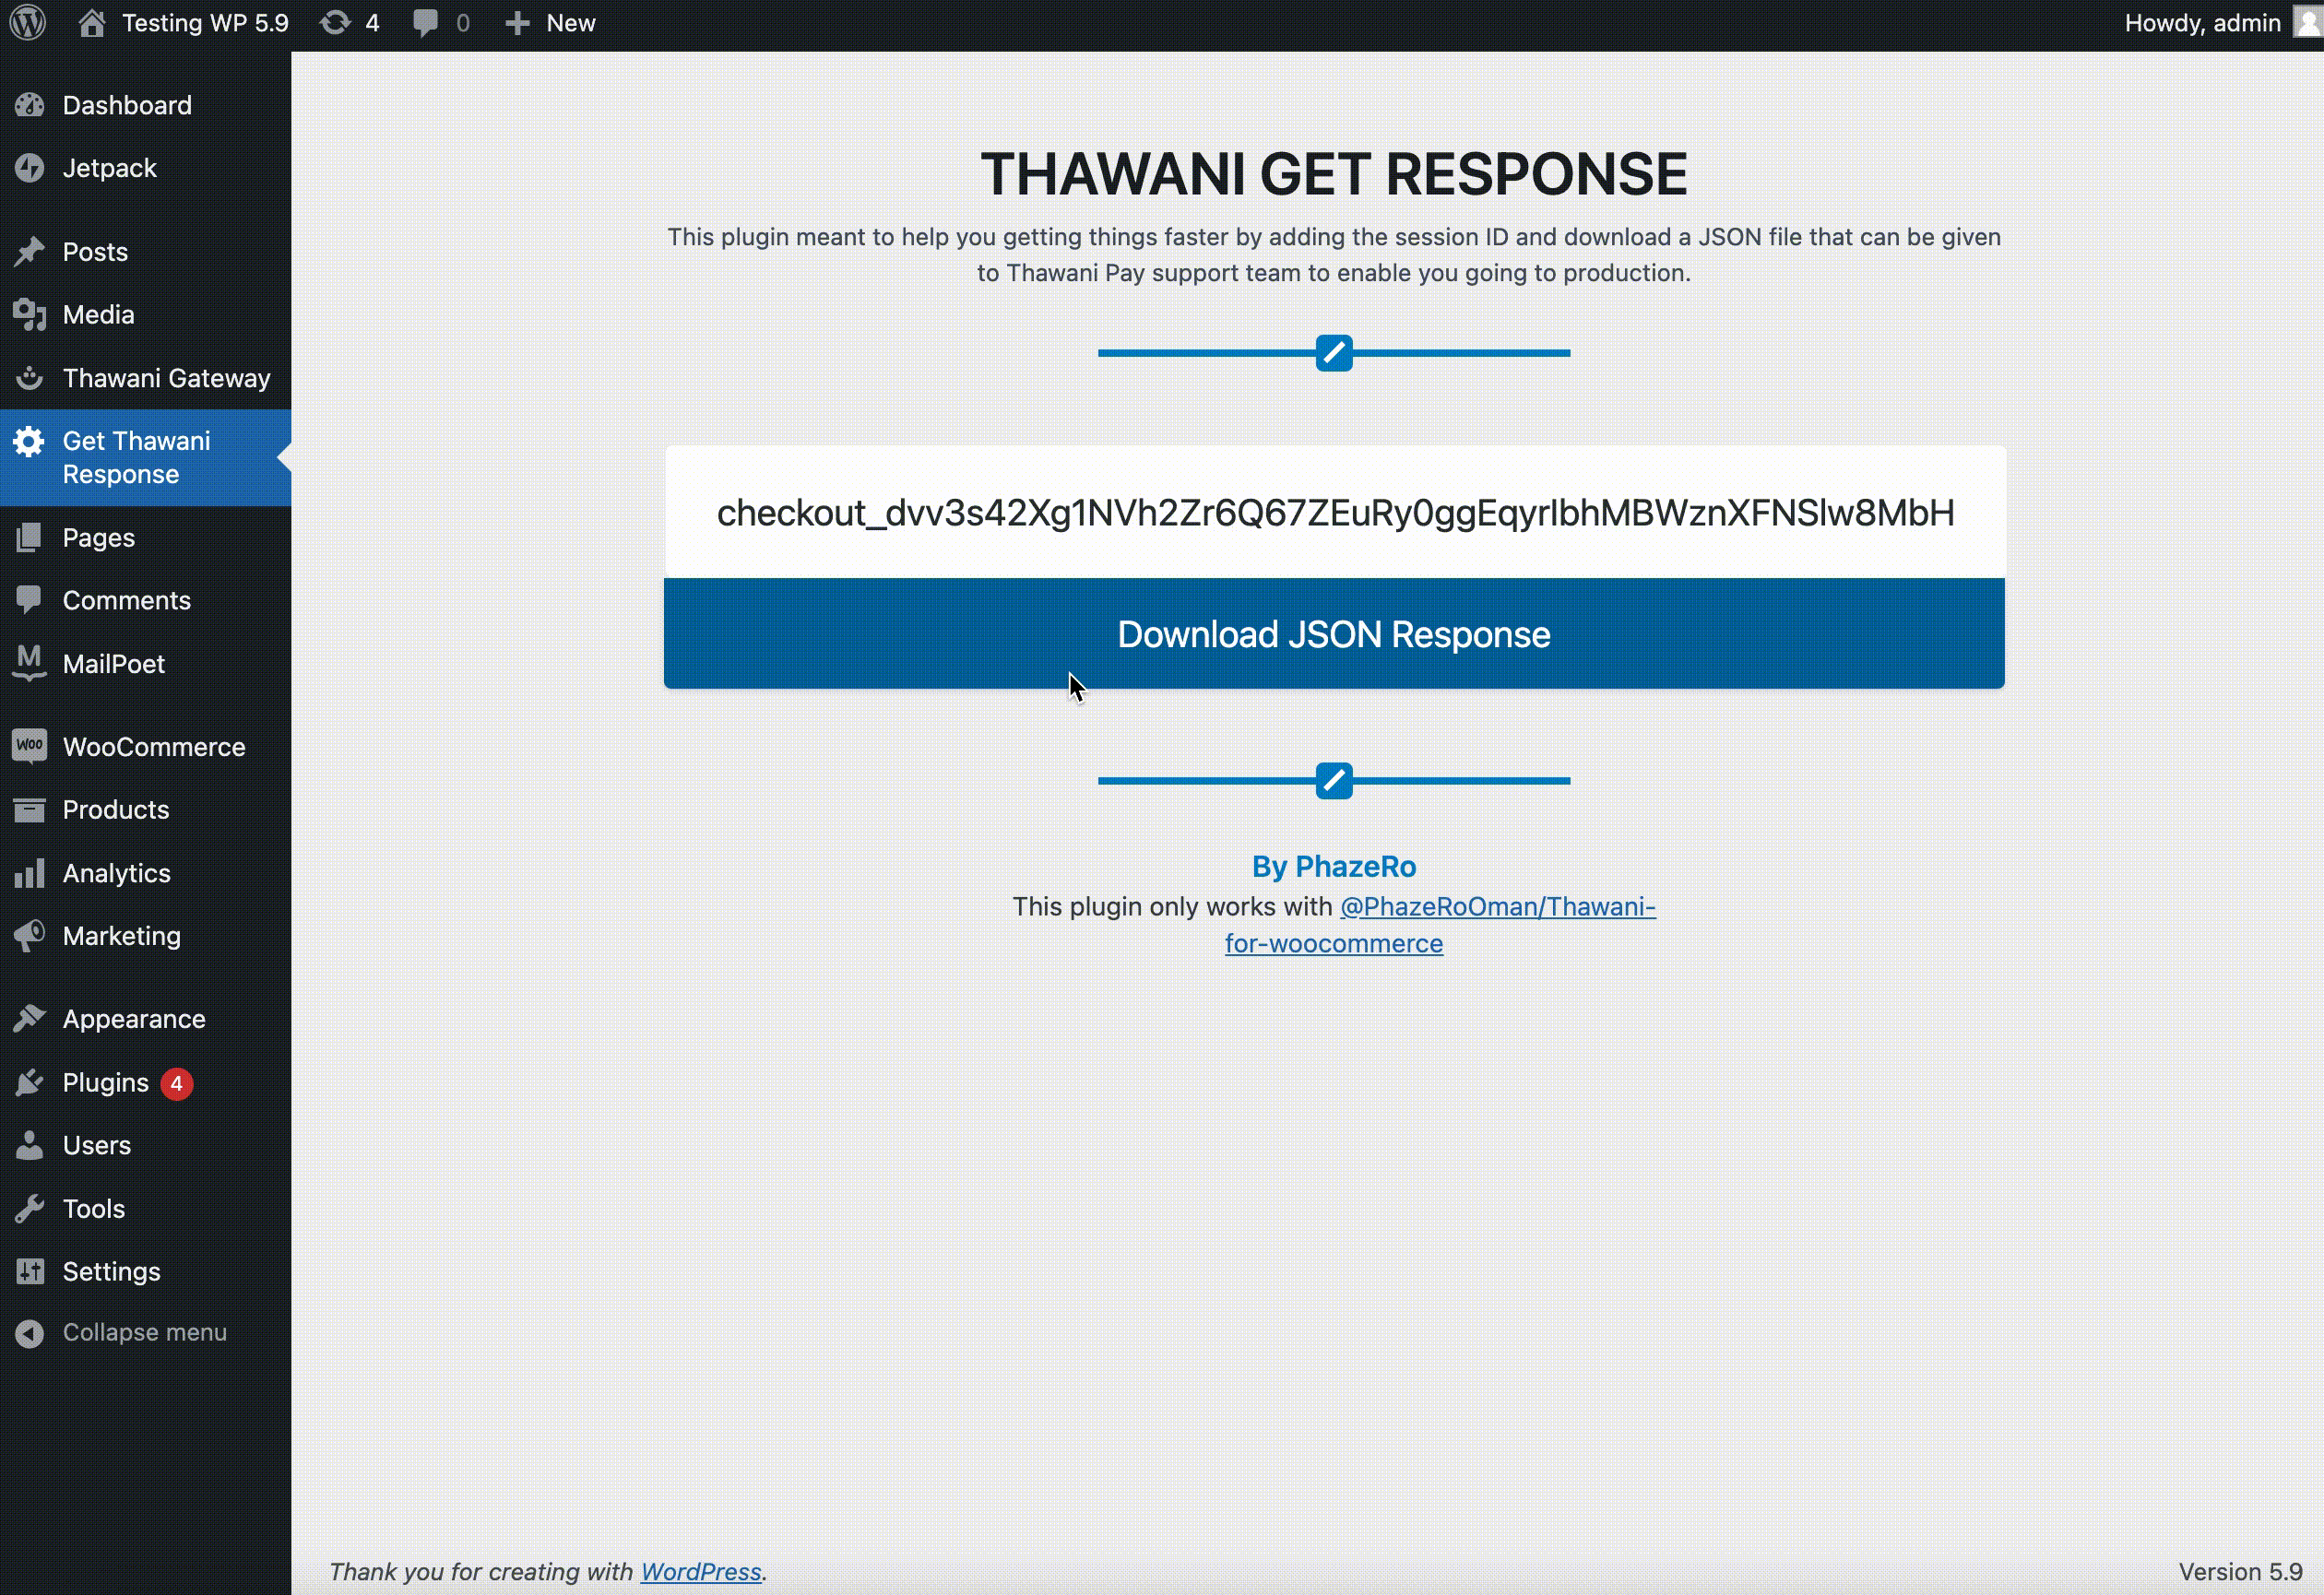 Testing WP 5.9 4 0 New Howdy, admin
Dashboard
Jetpack
Posts
Media
Thawani Gateway
Get Thawani
Response
Pages
Comments
MailPoet
WooCommerce
Products
Analytics
Marketing
Appearance
Plugins 4
Users
Tools
Settings
Collapse menu
THAWANI GET RESPONSE
This plugin meant to help you getting things faster by adding the session ID and download a JSON file that can be given
to Thawani Pay support team to enable you going to production.
checkout_dvv3s42Xg1NVh2Zr6Q67ZEuRy0ggEqyrIbhMBWznXFNSlw8MbH
Download JSON Response
By PhazeRo
This plugin only works with @PhazeRoOman/Thawani-
for-woocommerce
Thank you for creating with WordPress.
Version 5.9